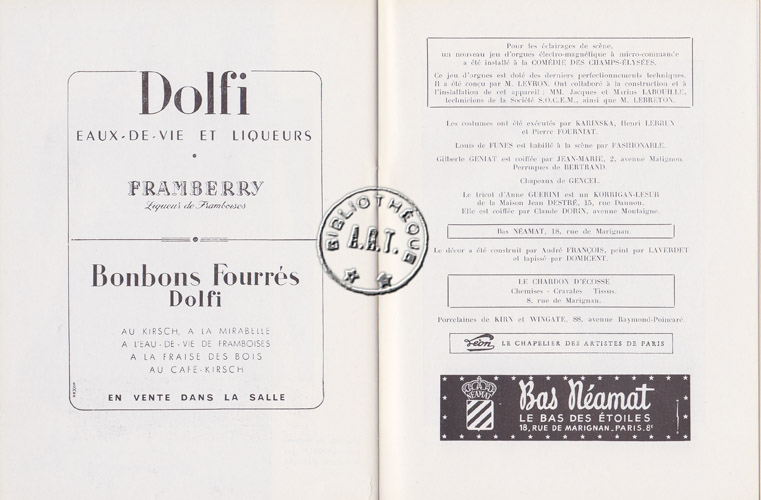 Dolfi
EAUX-DE-VIE ET LIQUEURS
FRAMBERRY
Liqueur de Framboises
Bonbons Fourrés
Dolfi
AU KIRSCH, A LA MIRABELLE
A L'EAU-DE-VIE DE FRAMBOISES
A LA FRAISE DES BOIS
AU CAFE-KIRSCH
EN VENTE DANS LA SALLE
BIBLIOTHÈQUE
A.R.T.
Pour les éclairages de scène,
un nouveau jeu d'orgues électro-magnétique à micro-commande
a été installé à la COMÉDIE DES CHAMPS-ÉLYSÉES.
Ce jeu d'orgues est doté des derniers perfectionnements techniques.
Il a été conçu par M. LEVRON. Ont collaboré à la construction et à
l'installation de cet appareil : MM. Jacques et Marius LABOUILLE,
techniciens de la Société S.O.C.E.M., ainsi que M. LEBRETON.
Les costumes ont été exécutés par KARINSKA, Henri LEBRUN
et Pierre FOURNIAT.
Louis de FUNES est habillé à la scène par FASHIONABLE.
Giberte GENIAT est coiffée par JEAN-MARIÉ, 2, avenue Matignon
Perruques de BERTRAND.
Chapeaux de GENCEL.
Le tricot d'Anne GUERINI est un KORRIGAN-LESUR
de la Maison Jean DESTRÉ, 15, rue Daunou.
Elle est coiffée par Claude DORIN, avenue Montaigne.
Bas NÉAMAT, 18, rue de Marignan.
Le décor a été construit par André FRANÇOIS, peint par LAVERDET
et tapissé par DOMICENT.
LE CHARDON D'ÉCOSSE
Chemises - Cravates Tissus.
8, rue de Marignan.
Porcelaines de KIRN et WINGATE, 88, avenue Raymond-Poincaré.
Léon LE CHAPELIER DES ARTISTES DE PARIS
NÉAMAT
Bas Néamat
LE BAS DES ÉTOILES
18, RUE DE MARIGNAN_PARIS.8e